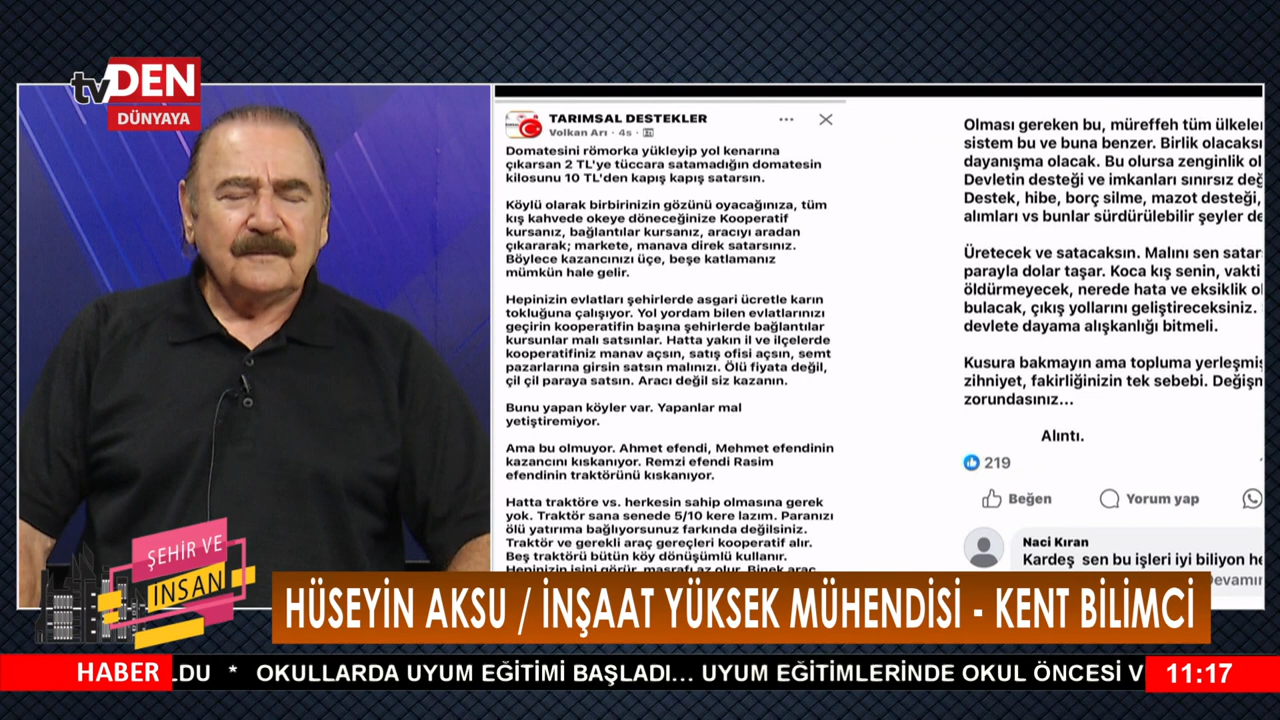 tvDEN
DÜNYAYA
TARIMSAL DESTEKLER
Volkan Arı · 4s ·
Domatesini römorka yükleyip yol kenarına
çıkarsan 2 TL'ye tüccara satamadığın domatesin
kilosunu 10 TL'den kapış kapış satarsın.
Köylü olarak birbirinizin gözünü oyacağınıza, tüm
kış kahvede okeye döneceğinize Kooperatif
kursanız, bağlantılar kursanız, aracıyı aradan
çıkararak; markete, manava direk satarsınız.
Böylece kazancınızı üçe, beşe katlamanız
mümkün hale gelir.
Hepinizin evlatları şehirlerde asgari ücretle karın
tokluğuna çalışıyor. Yol yordam bilen evlatlarınızı
geçirin kooperatifin başına şehirlerde bağlantılar
kursunlar malı satsınlar. Hatta yakın il ve ilçelerde
kooperatifiniz manav açsın, satış ofisi açsın, semt
pazarlarına girsin satsın malınızı. Ölü fiyata değil,
çil çil paraya satsın. Aracı değil siz kazanın.
Bunu yapan köyler var. Yapanlar mal
yetiştiremiyor.
Ama bu olmuyor. Ahmet efendi, Mehmet efendinin
kazancını kıskanıyor. Remzi efendi Rasim
efendinin traktörünü kıskanıyor.
Hatta traktöre vs. herkesin sahip olmasına gerek
yok. Traktör sana senede 5/10 kere lazım. Paranızı
ölü yatırıma bağlıyorsunuz farkında değilsiniz.
Traktör ve gerekli araç gereçleri kooperatif alır.
Beş traktörü bütün köy dönüşümlü kullanır.
Hepinizin işini görür, masrafı az olur. Binek araç
Olması gereken bu, müreffeh tüm ülkeler
sistem bu ve buna benzer. Birlik olacaksı
dayanışma olacak. Bu olursa zenginlik ol
Devletin desteği ve imkanları sınırsız değ
Destek, hibe, borç silme, mazot desteği,
alımları vs bunlar sürdürülebilir şeyler de
Üretecek ve satacaksın. Malını sen satar
parayla dolar taşar. Koca kış senin, vakti
öldürmeyecek, nerede hata ve eksiklik ol
bulacak, çıkış yollarını geliştireceksiniz.
devlete dayama alışkanlığı bitmeli.
Kusura bakmayın ama topluma yerleşmiş
zihniyet, fakirliğinizin tek sebebi. Değişm
zorundasınız...
Alıntı.
219
Beğen
Yorum yap
Naci Kıran
Kardeş sen bu işleri iyi biliyon he
Devamın
ŞEHİR VE
İNSAN
HÜSEYİN AKSU / İNŞAAT YÜKSEK MÜHENDİSİ - KENT BİLİMCİ
HABER
LDU * OKULLARDA UYUM EĞİTİMİ BAŞLADI... UYUM EĞİTİMLERİNDE OKUL ÖNCESİ V
11:17